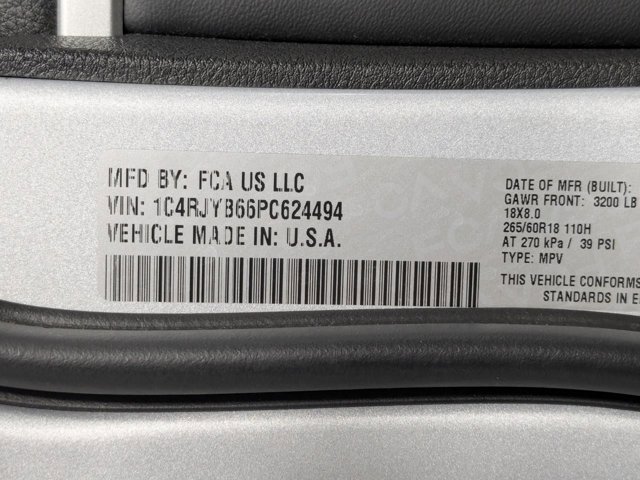 MFD BY: FCA US LLC
VIN: 1C4RJYB66PC624494
VEHICLE MADE IN: U.S.A.
DATE OF MFR (BUILT):
GAWR FRONT: 3200 LB
18X8.0
265/60R18 110H
AT 270 kPa / 39 PSI
TYPE: MPV
THIS VEHICLE CONFORMS
STANDARDS IN